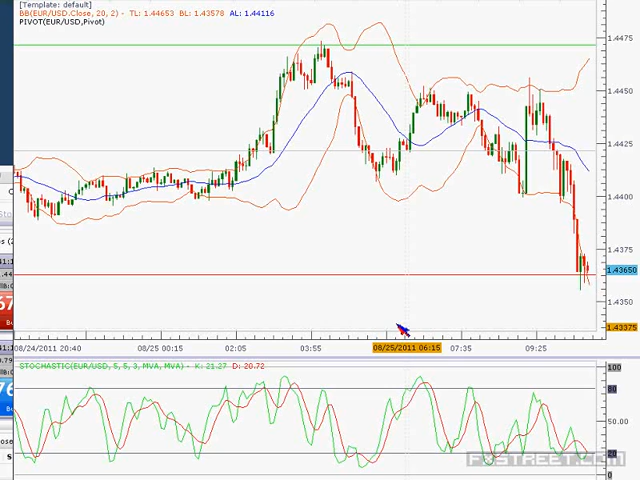 [Template: default]
BB(EUR/USD.Close, 20, 2) - TL: 1.44653 BL: 1.43578 AL: 1.44116
PIVOT(EUR/USD,Pivot)
1.4475
1.4450
1.4425
1.4400
1.4375
1.43650
1.4350
1.43375
08/24/2011 20:40 08/25 00:15 02:05 03:55 08/25/2011 06:15 07:35 09:25
STOCHASTIC(EUR/USD, 5, 5, 3, MVA, MVA) - K: 21.27 D: 20.72
100
80
50.00
20
0
FXSTREET.COM